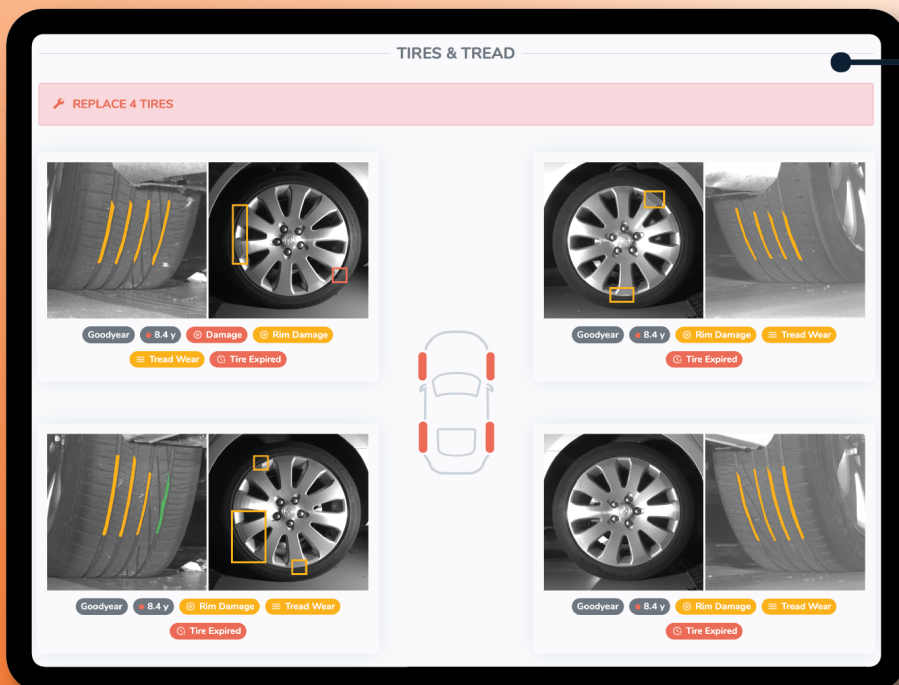 TIRES & TREAD
REPLACE 4 TIRES
Goodyear 8.4 y Damage Rim Damage
Tread Wear Tire Expired
Goodyear 8.4 y Rim Damage Tread Wear
Tire Expired
Goodyear 8.4 y Rim Damage Tread Wear
Tire Expired
Goodyear 8.4 y Rim Damage Tread Wear
Tire Expired